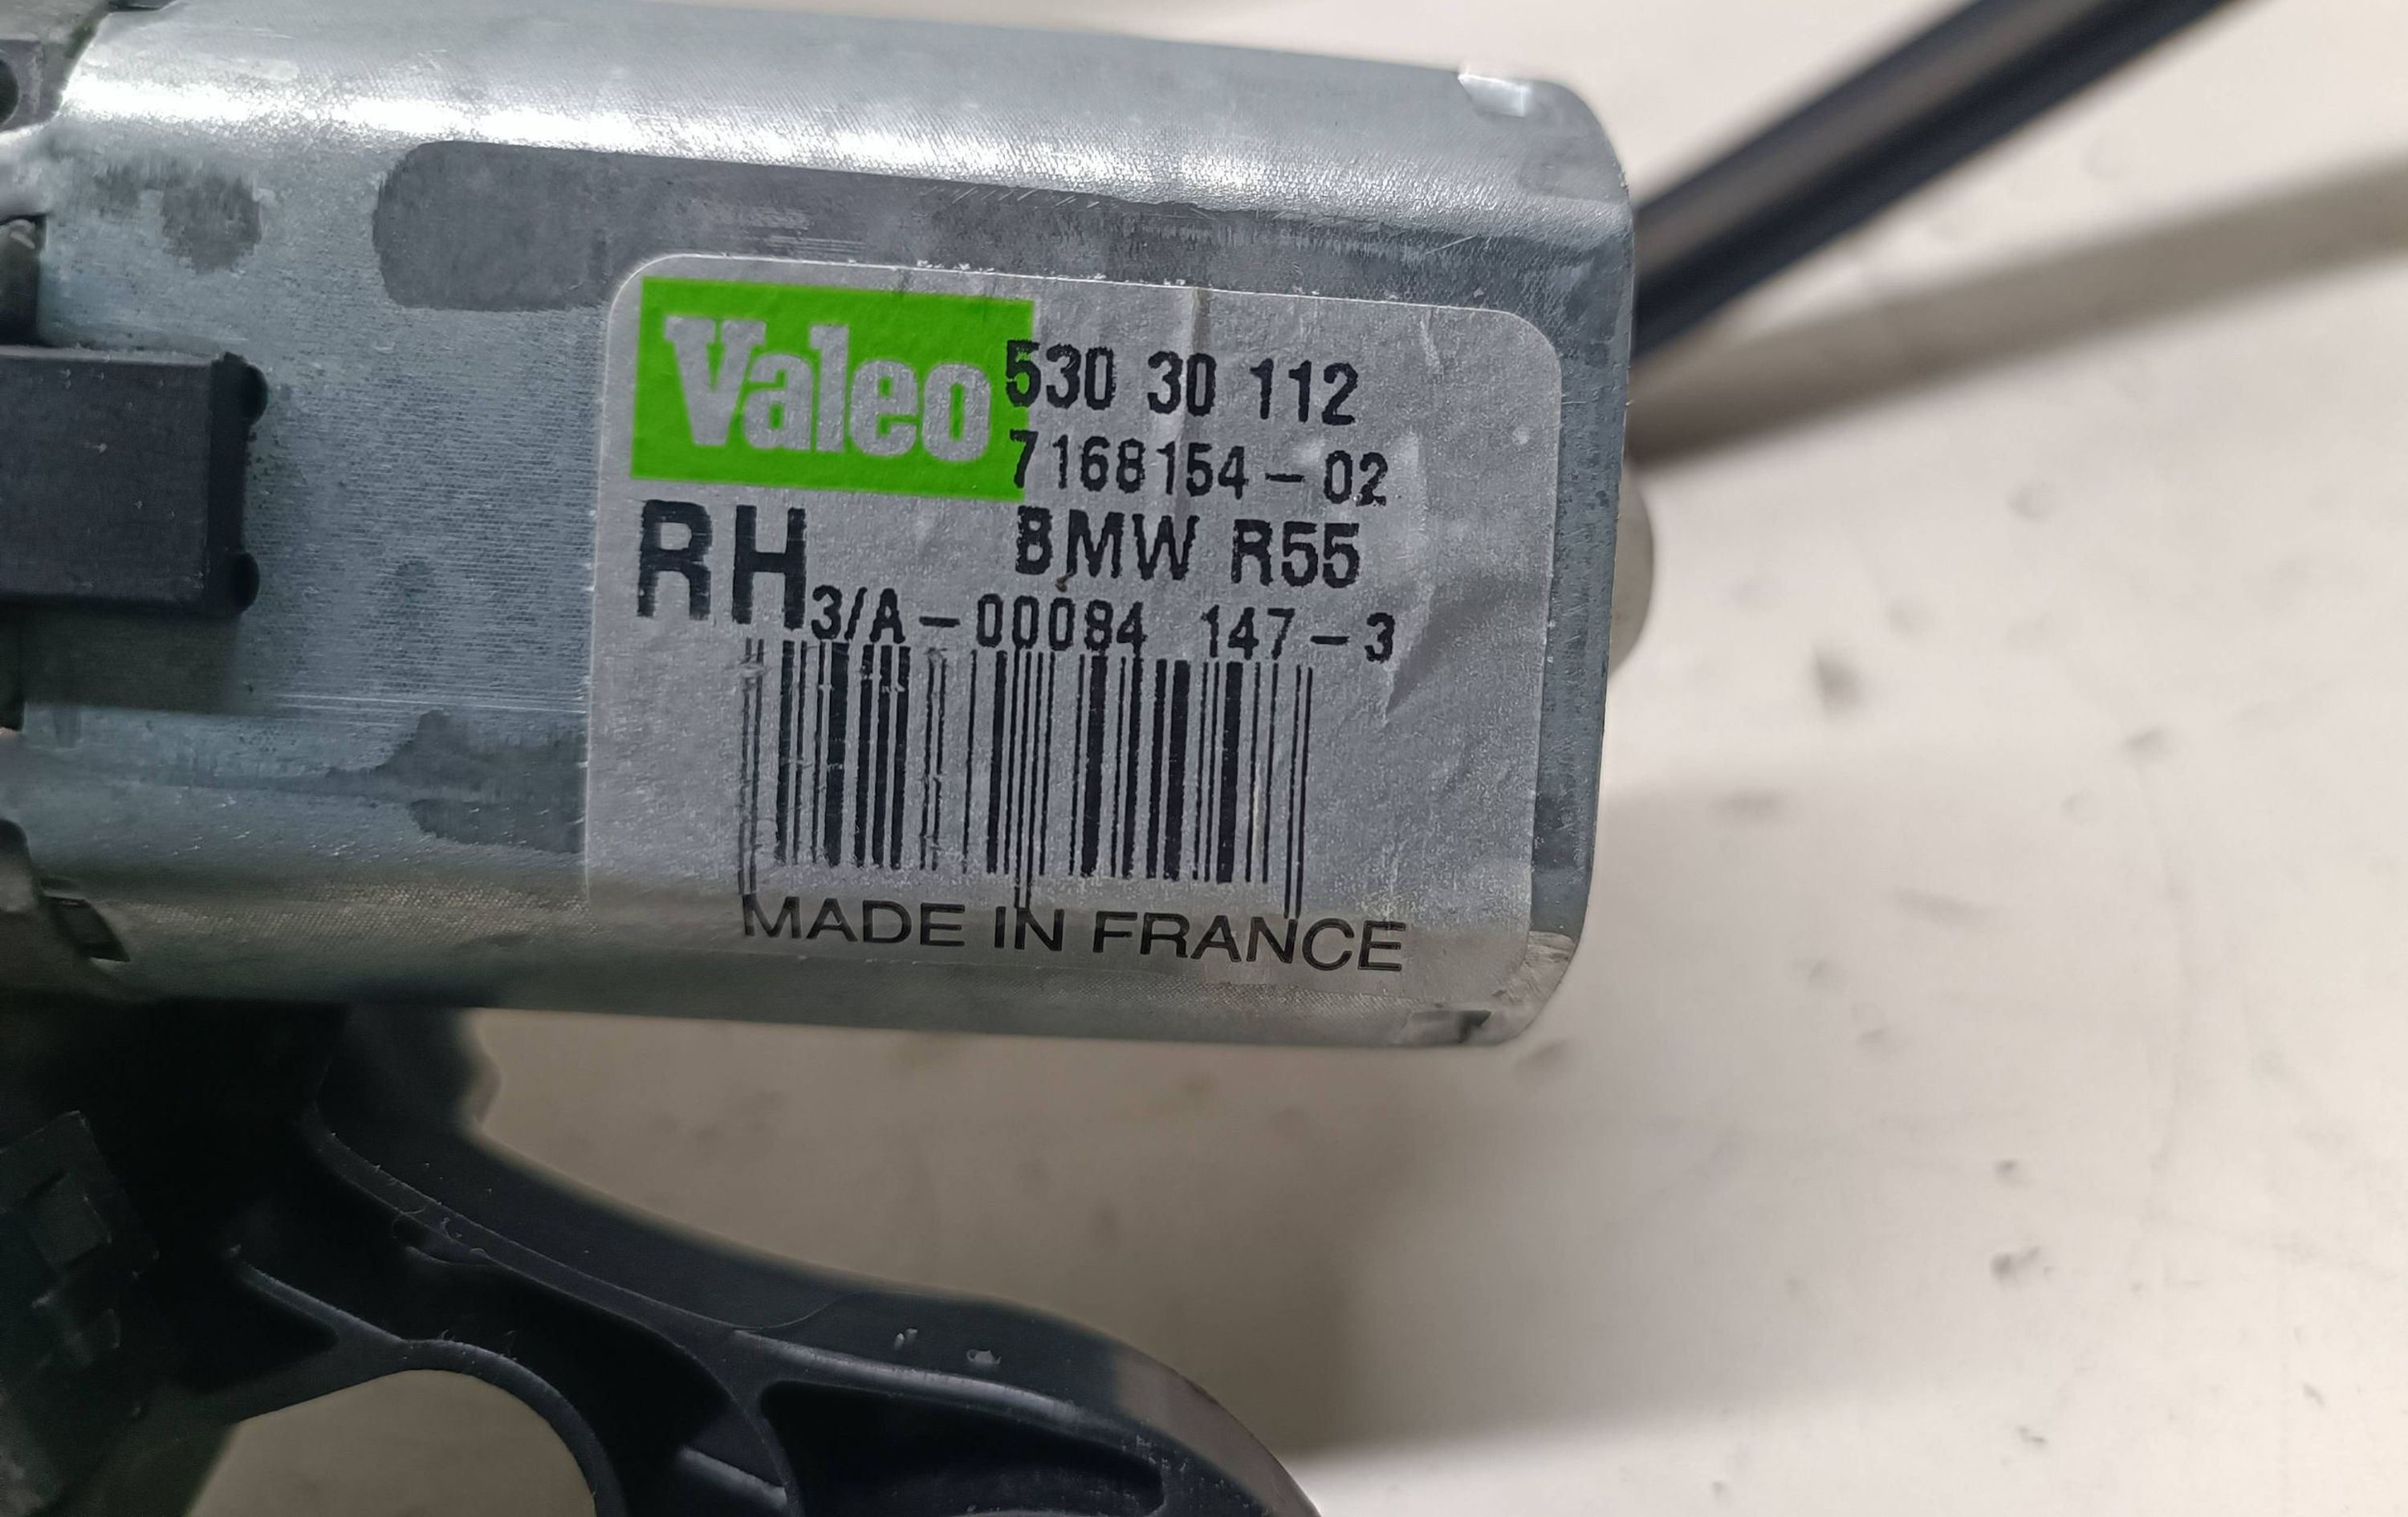 Valeo 530 30 112
7168154-02
RH BMW R55
3/A-00084 147-3
MADE IN FRANCE